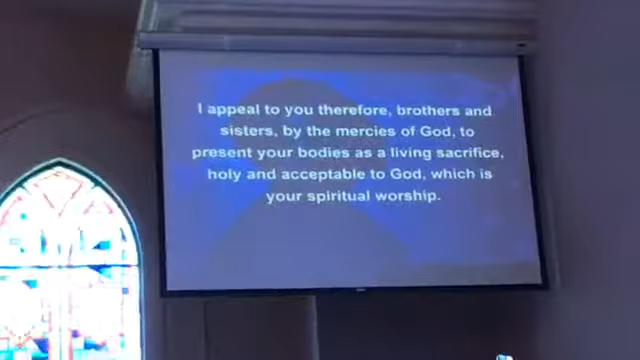 I appeal to you therefore, brothers and
sisters, by the mercies of God, to
present your bodies as a living sacrifice,
holy and acceptable to God, which is
your spiritual worship.